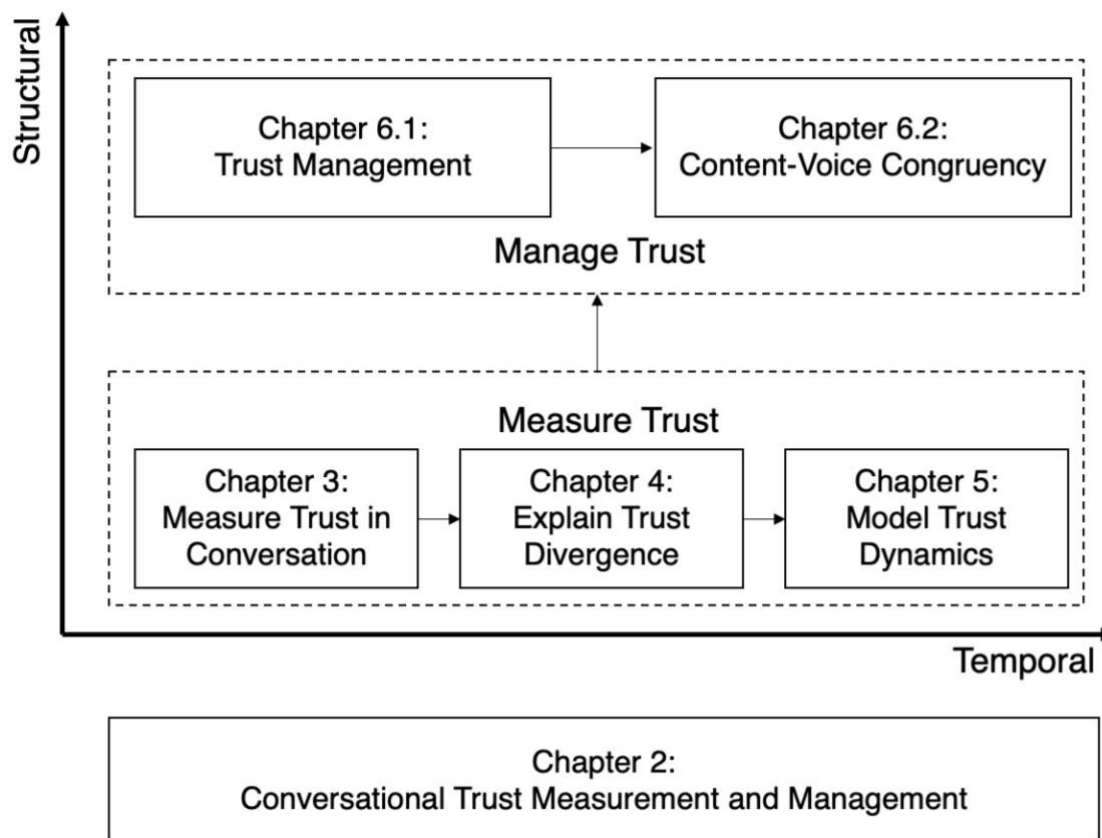 Structural
Chapter 6.1:
Trust Management
Chapter 6.2:
Content-Voice Congruency
Manage Trust
Measure Trust
Chapter 3:
Measure Trust in
Conversation
Chapter 4:
Explain Trust
Divergence
Chapter 5:
Model Trust
Dynamics
Temporal
Chapter 2:
Conversational Trust Measurement and Management